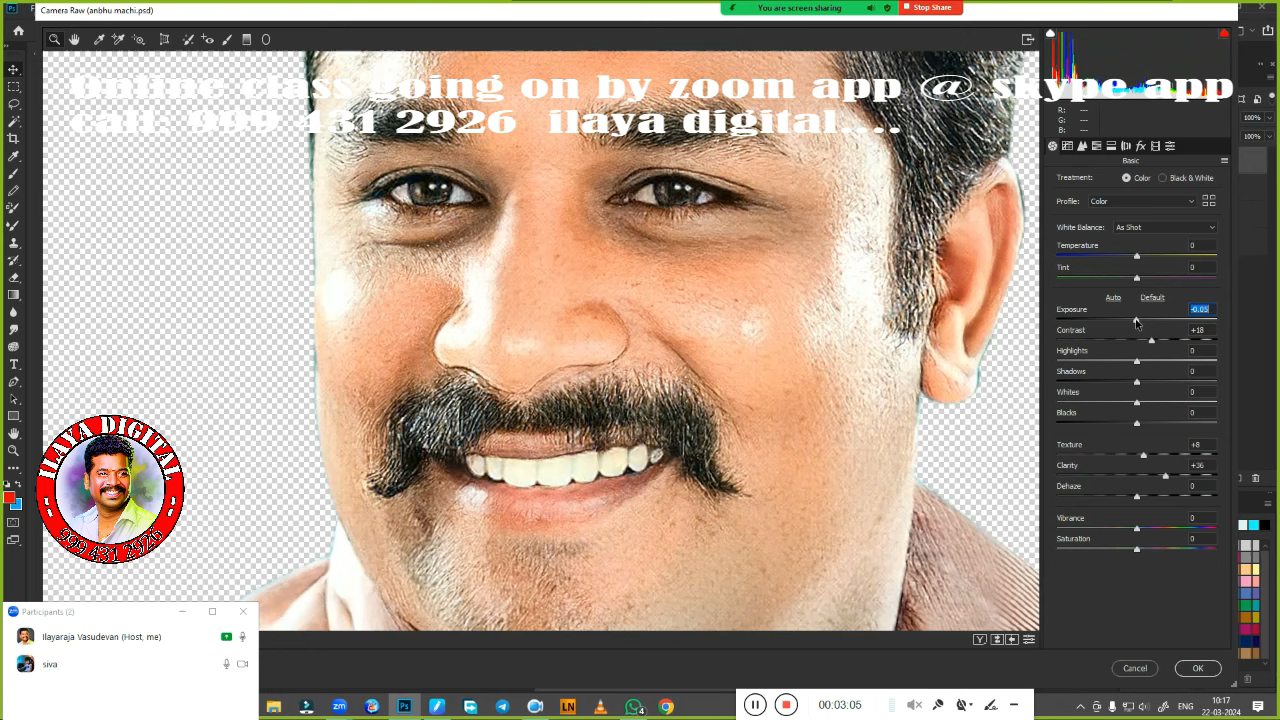 Camera Raw (anbhu machi.psd)
You are screen sharing
Stop Share
Online class going on by zoom app @ skype app
call: 999 431 2926 ilaya digital....
R: ---
G: ---
B: ---
100%
100%
Basic
Treatment: Color Black & White
Profile: Color
White Balance: As Shot
Temperature 0
Tint 0
Auto Default
Exposure -0.05
Contrast +18
Highlights 0
Shadows 0
Whites 0
Blacks 0
Texture +8
Clarity +36
Dehaze 0
Vibrance 0
Saturation 0
ILAYA DIGITAL
999 431 2926
Participants (2)
Ilayaraja Vasudevan (Host, me)
siva
Cancel OK
00:03:05
ENG
10:17
22-03-2024